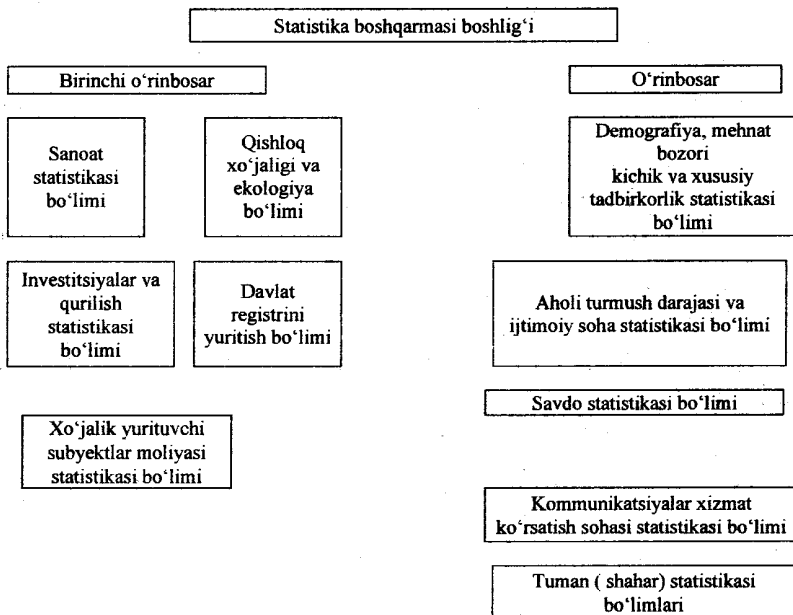 Statistika boshqarmasi boshlig‘i
Birinchi o‘rinbosar
O‘rinbosar
Sanoat
statistikasi
bo‘limi
Qishloq
xo‘jaligi va
ekologiya
bo‘limi
Demografiya, mehnat
bozori
kichik va xususiy
tadbirkorlik statistikasi
bo‘limi
Investitsiyalar va
qurilish
statistikasi
bo‘limi
Davlat
registrini
yuritish bo‘limi
Aholi turmush darajasi va
ijtimoiy soha statistikasi bo‘limi
Savdo statistikasi bo‘limi
Xo‘jalik yurituvchi
subyektlar moliyasi
statistikasi bo‘limi
Kommunikatsiyalar xizmat
ko‘rsatish sohasi statistikasi bo‘limi
Tuman ( shahar) statistikasi
bo‘limlari